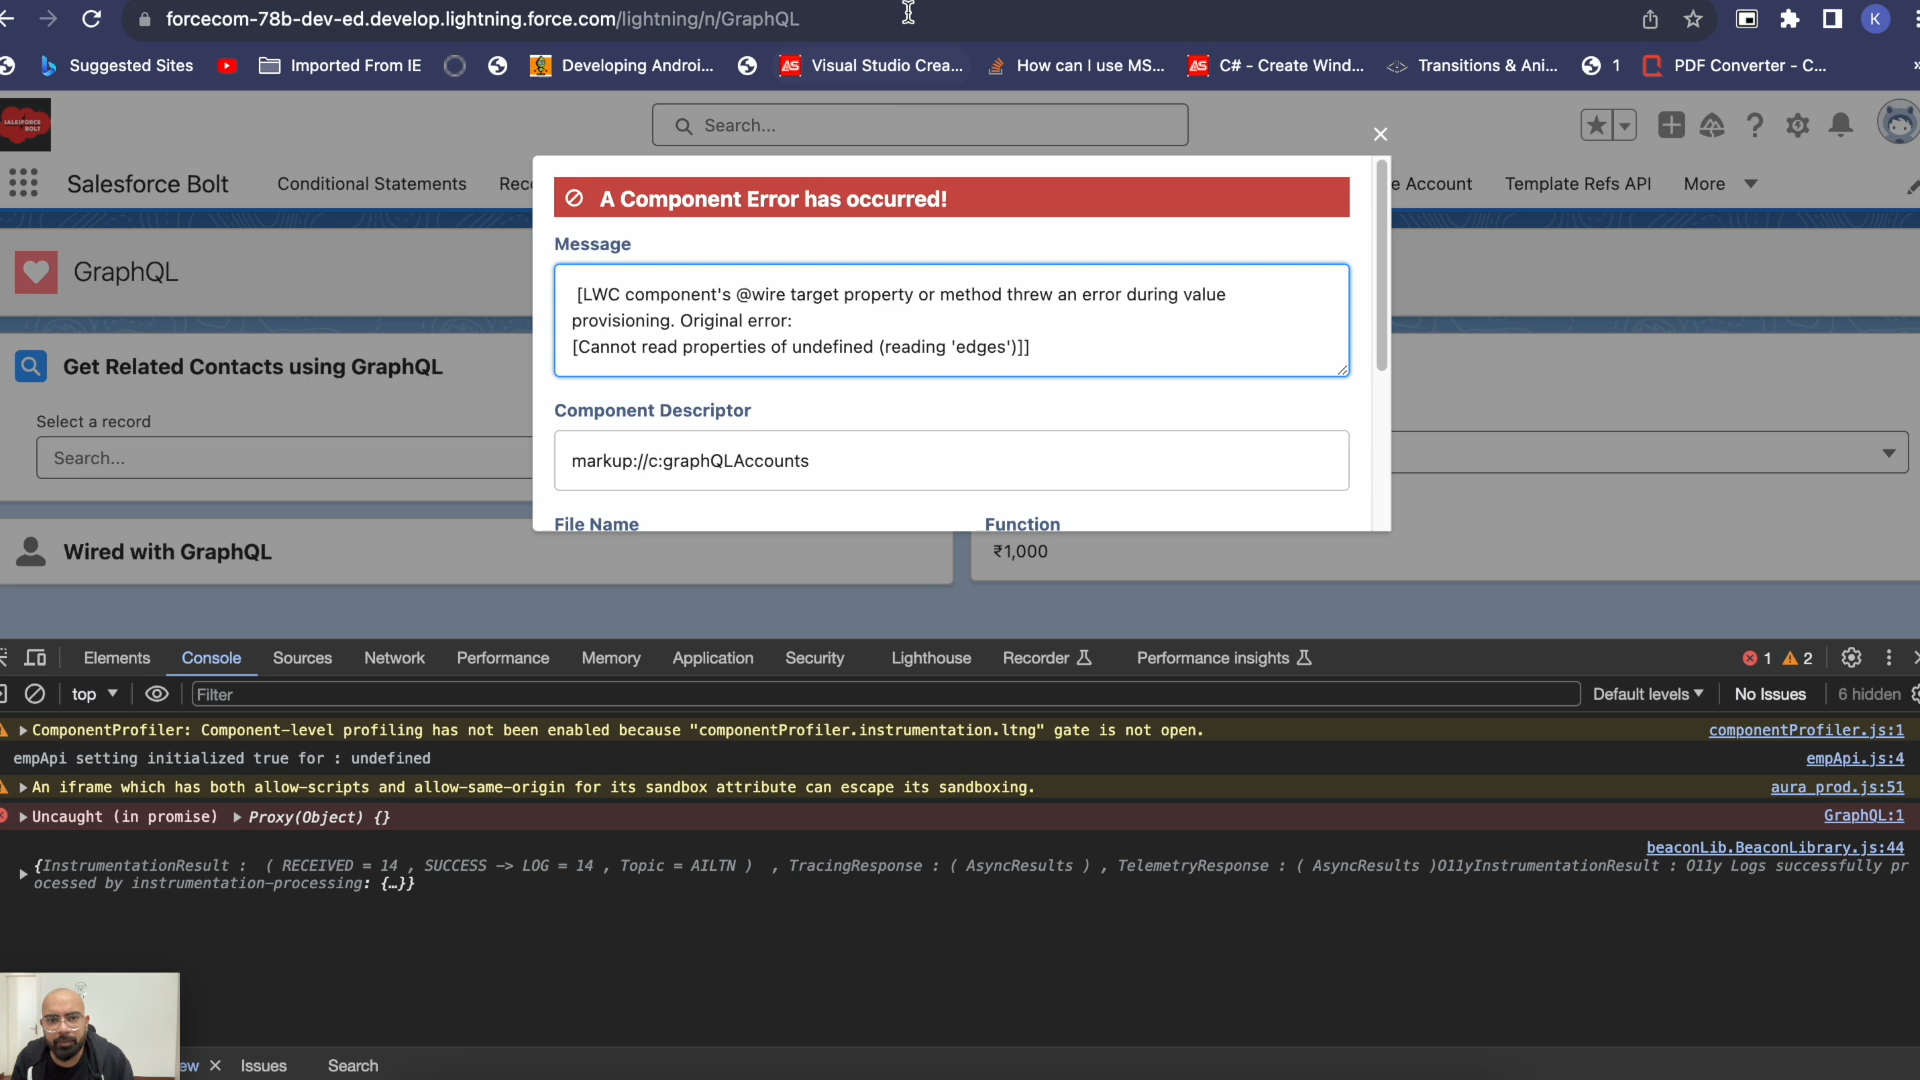 forcecom-78b-dev-ed.develop.lightning.force.com/lightning/n/GraphQL
K
Suggested Sites
Imported From IE
Developing Androi...
AS
Visual Studio Crea...
How can I use MS...
AS
C# - Create Wind...
Transitions & Ani...
1
PDF Converter - C...
»
SALESFORCE
BOLT
Search...
Salesforce Bolt
Conditional Statements
Rec
e Account
Template Refs API
More
GraphQL
A Component Error has occurred!
Message
[LWC component's @wire target property or method threw an error during value
provisioning. Original error:
[Cannot read properties of undefined (reading 'edges')]]
Component Descriptor
markup://c:graphQLAccounts
File Name
Function
Get Related Contacts using GraphQL
Select a record
Search...
Wired with GraphQL
₹1,000
Elements
Console
Sources
Network
Performance
Memory
Application
Security
Lighthouse
Recorder
Performance insights
1
2
top
Filter
Default levels
No Issues
6 hidden
ComponentProfiler: Component-level profiling has not been enabled because "componentProfiler.instrumentation.ltng" gate is not open.
componentProfiler.js:1
empApi setting initialized true for : undefined
empApi.js:4
An iframe which has both allow-scripts and allow-same-origin for its sandbox attribute can escape its sandboxing.
aura_prod.js:51
Uncaught (in promise) Proxy(Object) {}
GraphQL:1
beaconLib.BeaconLibrary.js:44
{InstrumentationResult : ( RECEIVED = 14 , SUCCESS -> LOG = 14 , Topic = AILTN ) , TracingResponse : ( AsyncResults ) , TelemetryResponse : ( AsyncResults )O11yInstrumentationResult : O11y Logs successfully pr
ocessed by instrumentation-processing: {…}}
ew
Issues
Search